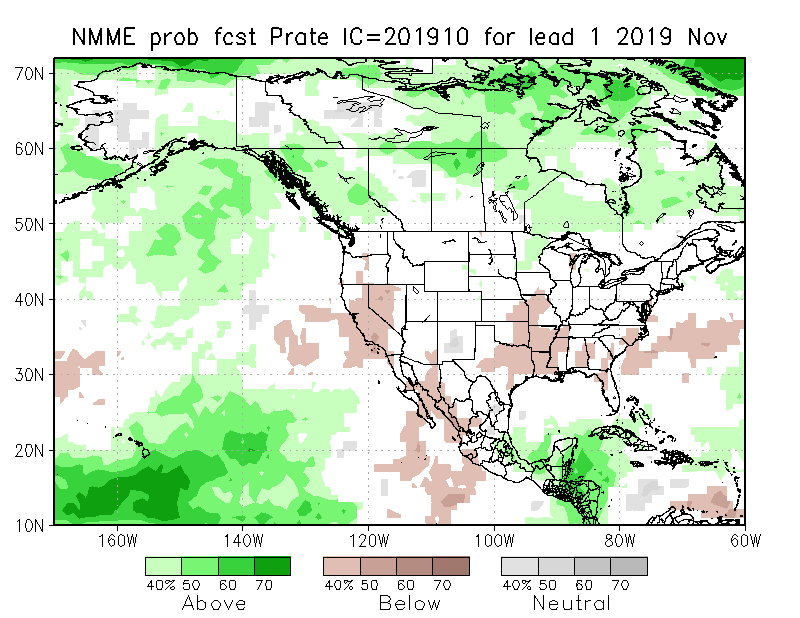 NMME prob fcst Prate IC=201910 for lead 1 2019 Nov
70N
60N
50N
40N
30N
20N
10N
160W 140W 120W 100W 80W 60W
40% 50 60 70 40% 50 60 70 40% 50 60 70
Above Below Neutral